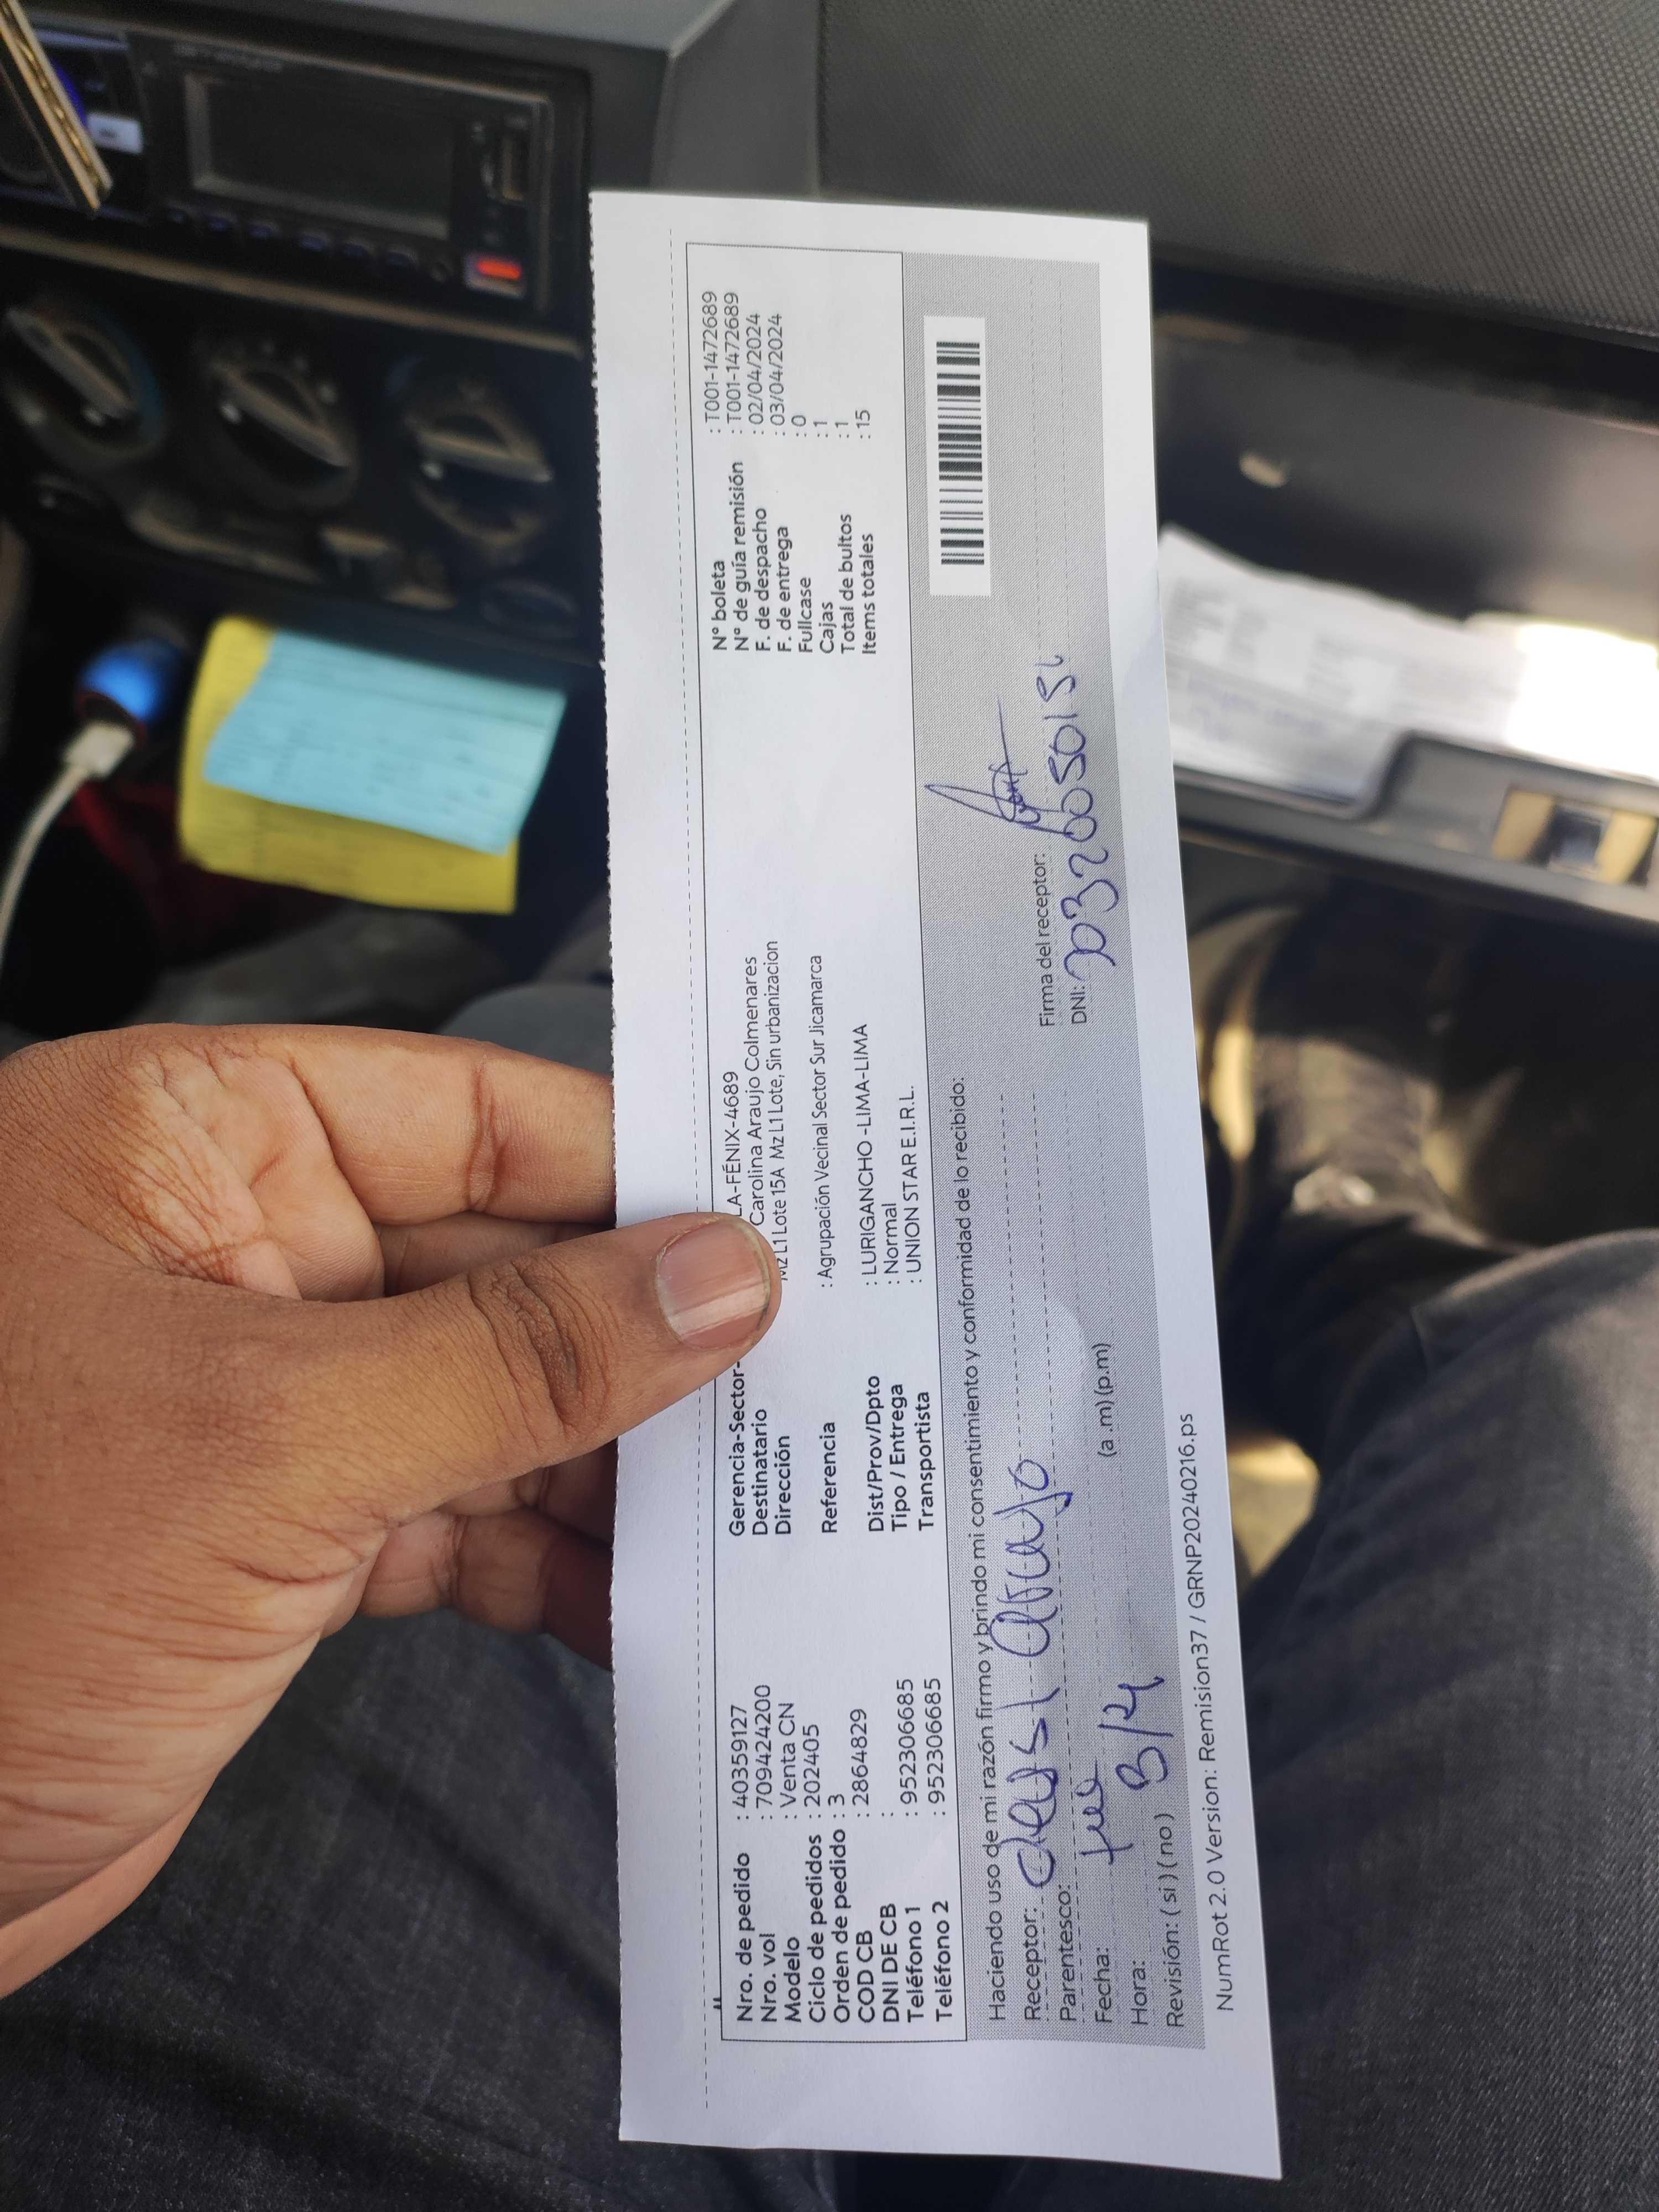 Nro. de pedido : 40359127
Nro. vol : 709424200
Modelo : Venta CN
Ciclo de pedidos : 202405
Orden de pedido : 3
COD CB : 2864829
DNI DE CB :
Teléfono 1 : 952306685
Teléfono 2 : 952306685
Gerencia-Sector- LA-FÉNIX-4689
Destinatario Carolina Araujo Colmenares
Dirección Mz L1 Lote 15A Mz L1 Lote, Sin urbanizacion
Referencia : Agrupación Vecinal Sector Sur Jicamarca
Dist/Prov/Dpto : LURIGANCHO -LIMA-LIMA
Tipo / Entrega : Normal
Transportista : UNION STAR E.I.R.L.
N° boleta : T001-1472689
N° de guía remisión : T001-1472689
F. de despacho : 02/04/2024
F. de entrega : 03/04/2024
Fullcase : 0
Cajas : 1
Total de bultos : 1
Items totales : 15
Haciendo uso de mi razón firmo y brindo mi consentimiento y conformidad de lo recibido:
Receptor: araujo
Parentesco:
Fecha: 3/4
Hora: (a .m) (p.m)
Revisión: ( si ) ( no )
Firma del receptor:
DNI:
NumRot 2.0 Version: Remision37 / GRNP20240216.ps